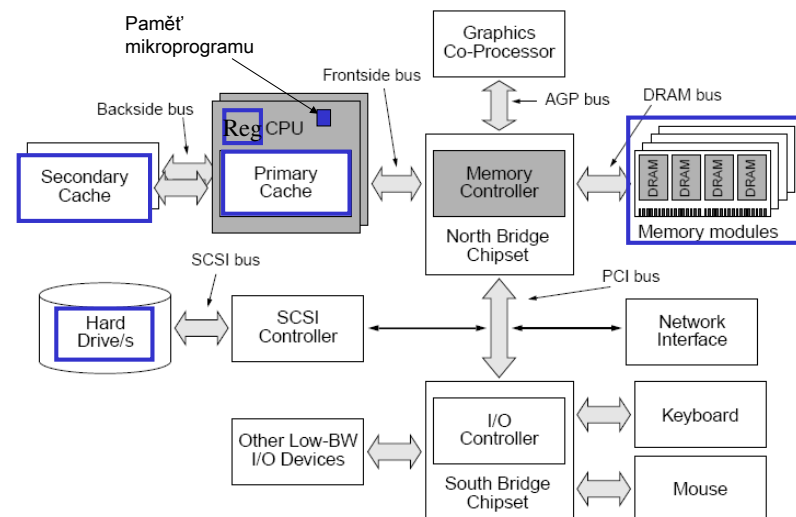 Paměť
mikroprogramu
Graphics
Co-Processor
Frontside bus
AGP bus
DRAM bus
Backside bus
Reg CPU
Secondary
Cache
Primary
Cache
Memory
Controller
DRAM
DRAM
DRAM
DRAM
Memory modules
North Bridge
Chipset
SCSI bus
PCI bus
Hard
Drive/s
SCSI
Controller
Network
Interface
Other Low-BW
I/O Devices
I/O
Controller
South Bridge
Chipset
Keyboard
Mouse